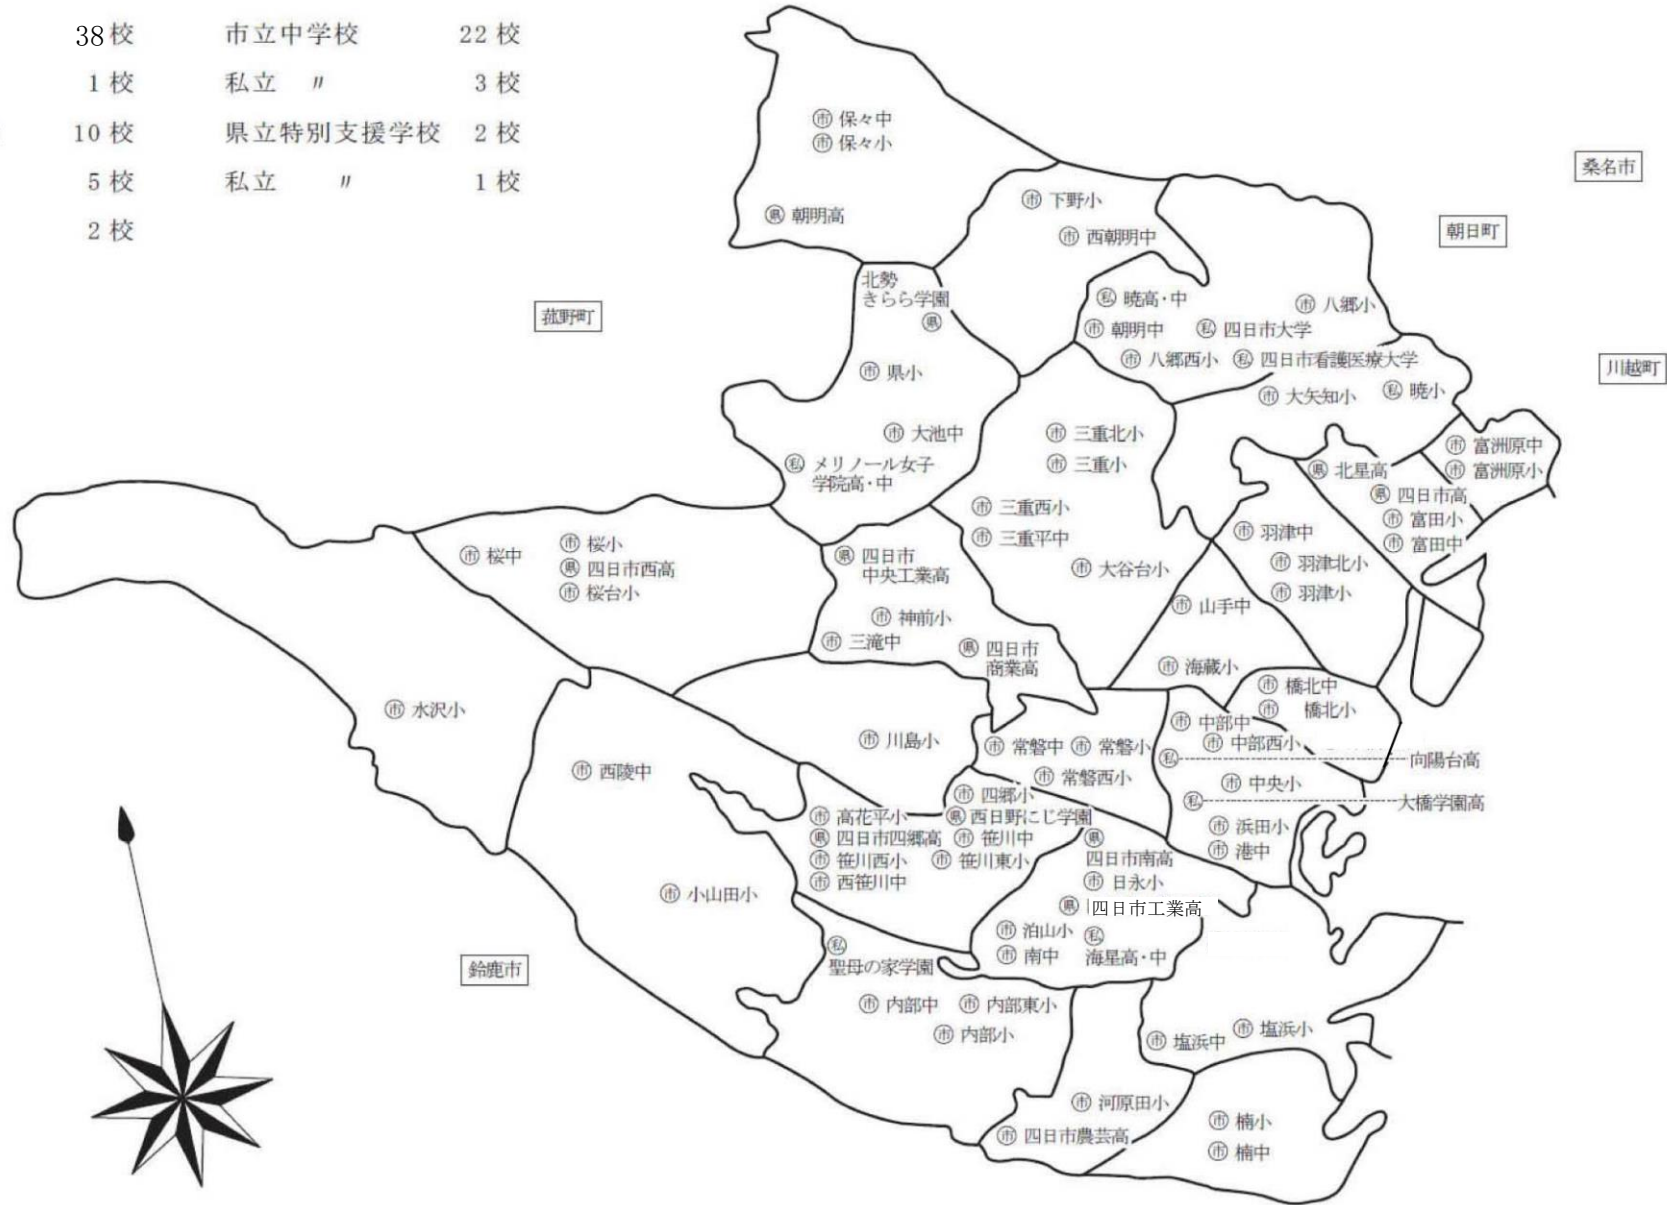 38校 市立中学校 22校
1校 私立 〃 3校
10校 県立特別支援学校 2校
5校 私立 〃 1校
2校
桑名市
朝日町
菰野町
川越町
鈴鹿市
市 保々中
市 保々小
県 朝明高
市 下野小
市 西朝明中
北勢
きらら学園
県
市 県小
市 大池中
私 メリノール女子
学院高・中
私 暁高・中
市 八郷小
市 朝明中
私 四日市大学
市 八郷西小
私 四日市看護医療大学
市 大矢知小
私 暁小
市 富洲原中
市 富洲原小
県 北星高
県 四日市高
市 富田小
市 富田中
市 三重北小
市 三重小
市 三重西小
市 三重平中
市 大谷台小
市 羽津中
市 羽津北小
市 羽津小
市 山手中
市 海蔵小
市 桜中
市 桜小
県 四日市西高
市 桜台小
県 四日市
中央工業高
市 神前小
市 三滝中
県 四日市
商業高
市 水沢小
市 川島小
市 常磐中
市 常磐小
市 常磐西小
市 橋北中
市 橋北小
市 中部中
市 中部西小
私 向陽台高
市 中央小
私 大橋学園高
市 浜田小
市 港中
市 西陵中
市 小山田小
市 四郷小
市 高花平小
県 西日野にじ学園
県 四日市四郷高
市 笹川中
市 笹川西小
市 笹川東小
市 西笹川中
県
四日市南高
市 日永小
県 四日市工業高
市 泊山小
私
市 南中
海星高・中
私
聖母の家学園
市 内部中
市 内部東小
市 内部小
市 塩浜中
市 塩浜小
市 河原田小
市 四日市農芸高
市 楠小
市 楠中